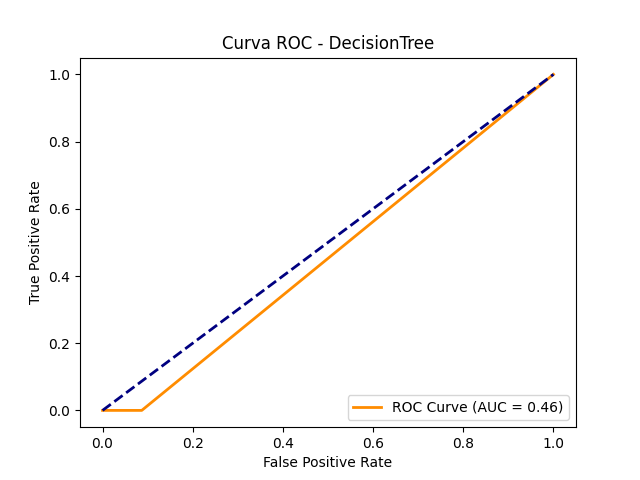 Curva ROC - DecisionTree
1.0
0.8
0.6
0.4
0.2
0.0
True Positive Rate
ROC Curve (AUC = 0.46)
0.0 0.2 0.4 0.6 0.8 1.0
False Positive Rate